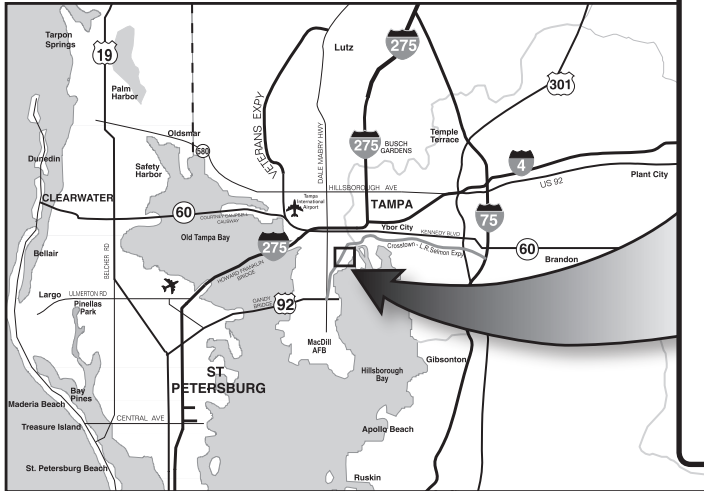 Tarpon
Springs
19
Palm
Harbor
Lutz
275
301
VETERANS EXPY
DALE MABRY HWY
Oldsmar
580
275
BUSCH
GARDENS
Temple
Terrace
4
Dunedin
Safety
Harbor
HILLSBOROUGH AVE
US 92
Plant City
CLEARWATER
Tampa
International
Airport
TAMPA
75
60
COURTNEY CAMPBELL
CAUSEWAY
Ybor City
KENNEDY BLVD
Old Tampa Bay
275
Crosstown - L.R.Selmon Expy
60
Brandon
BELCHER RD
Bellair
HOWARD FRANKLIN
BRIDGE
Largo
ULMERTON RD
Pinellas
Park
GANDY
BRIDGE
92
MacDill
AFB
Gibsonton
ST
PETERSBURG
Hillsborough
Bay
Bay
Pines
Maderia Beach
CENTRAL AVE
Treasure Island
Apollo Beach
St. Petersburg Beach
Ruskin